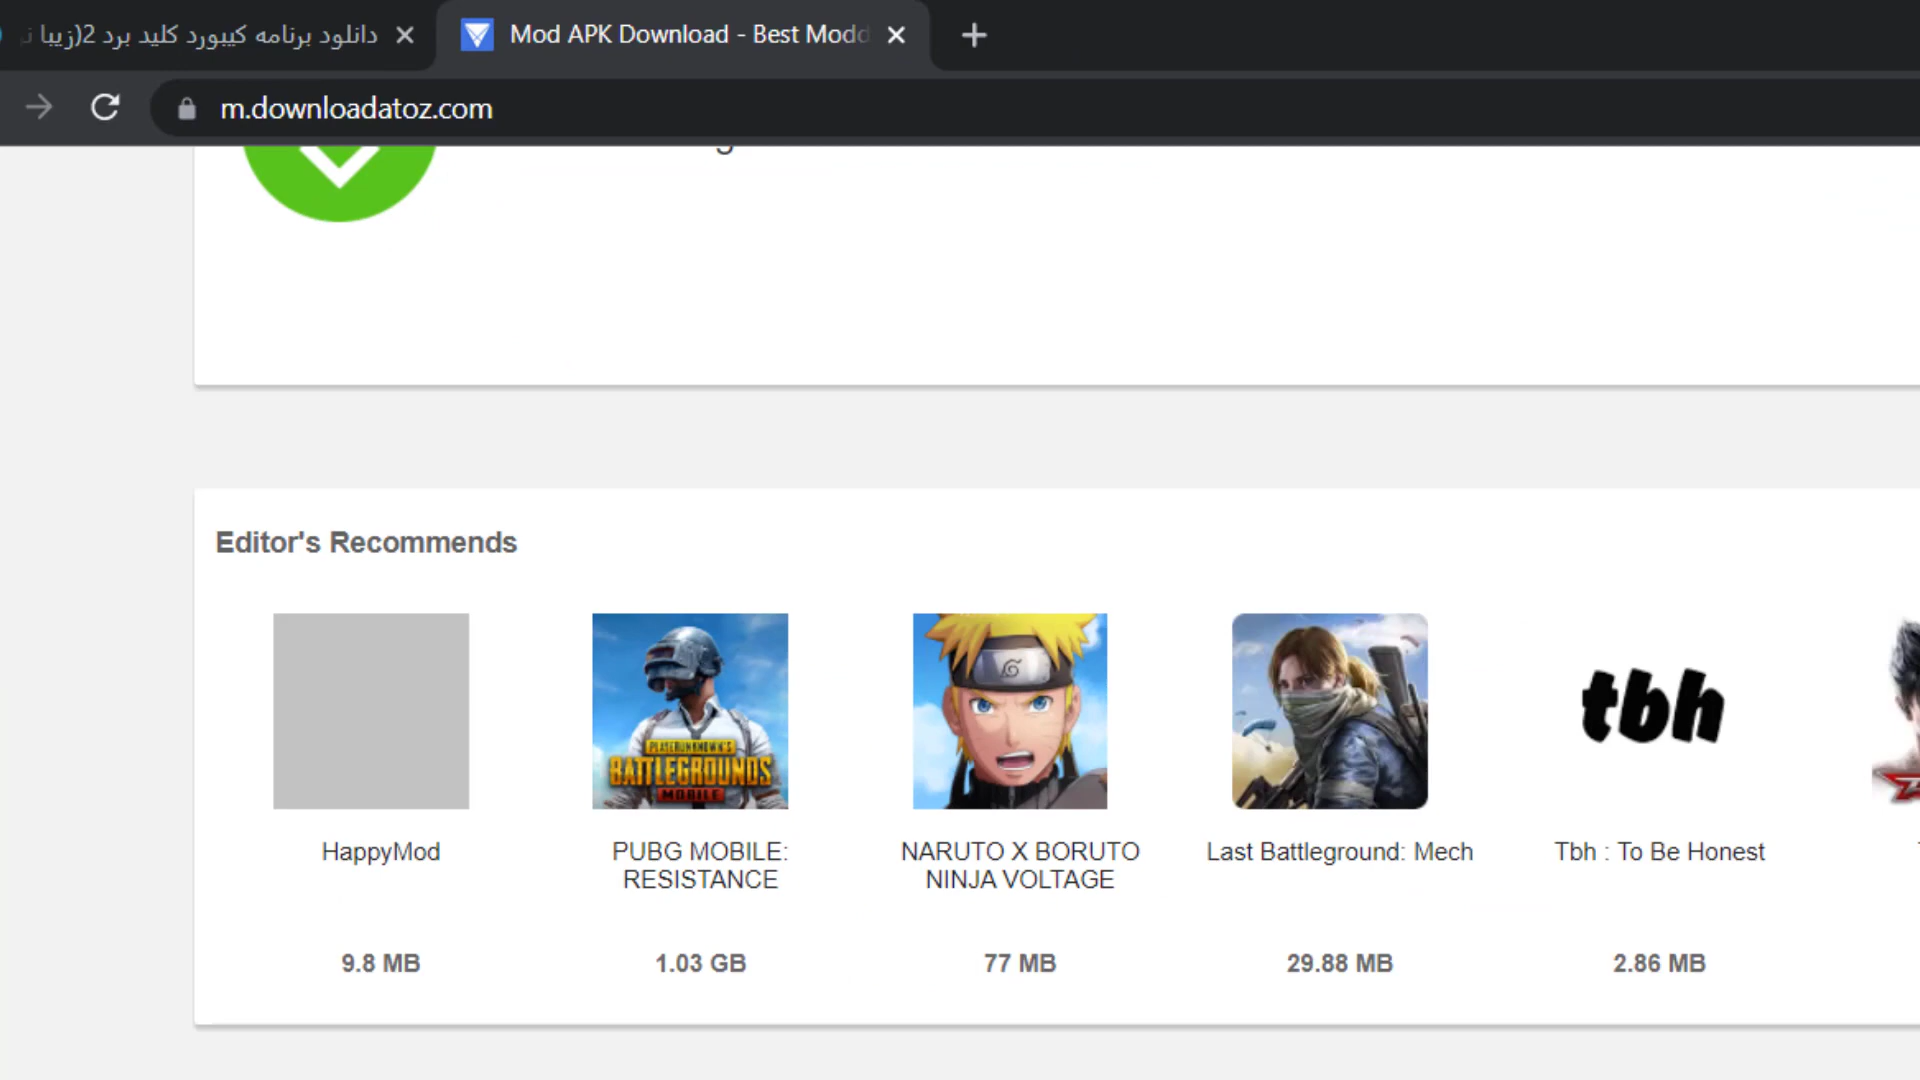 دانلود برنامه کیبورد کلید برد 2(زیبا
Mod APK Download - Best Modd
m.downloadatoz.com
Editor's Recommends
PLAYERUNKNOWN'S
BATTLEGROUNDS
MOBILE
tbh
HappyMod
PUBG MOBILE:
RESISTANCE
NARUTO X BORUTO
NINJA VOLTAGE
Last Battleground: Mech
Tbh : To Be Honest
9.8 MB
1.03 GB
77 MB
29.88 MB
2.86 MB